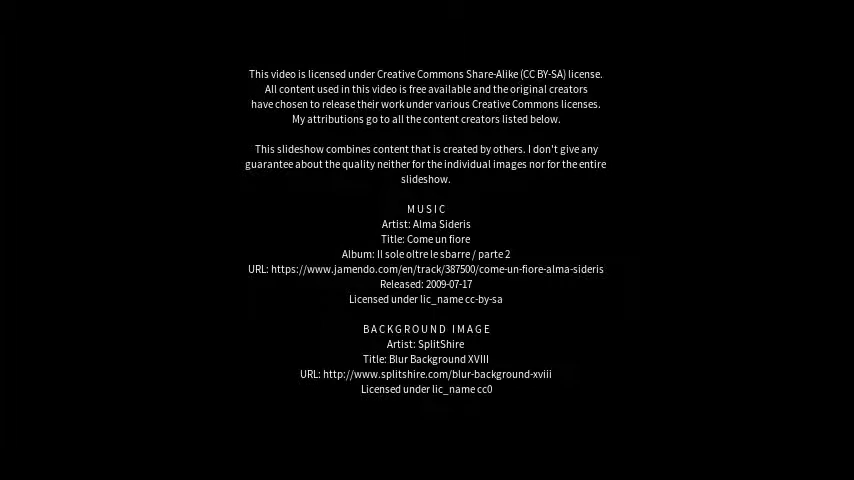 This video is licensed under Creative Commons Share-Alike (CC BY-SA) license.
All content used in this video is free available and the original creators
have chosen to release their work under various Creative Commons licenses.
My attributions go to all the content creators listed below.
This slideshow combines content that is created by others. I don't give any
guarantee about the quality neither for the individual images nor for the entire
slideshow.
MUSIC
Artist: Alma Sideris
Title: Come un fiore
Album: Il sole oltre le sbarre / parte 2
URL: https://www.jamendo.com/en/track/387500/come-un-fiore-alma-sideris
Released: 2009-07-17
Licensed under lic_name cc-by-sa
BACKGROUND IMAGE
Artist: SplitShire
Title: Blur Background XVIII
URL: http://www.splitshire.com/blur-background-xviii
Licensed under lic_name cc0